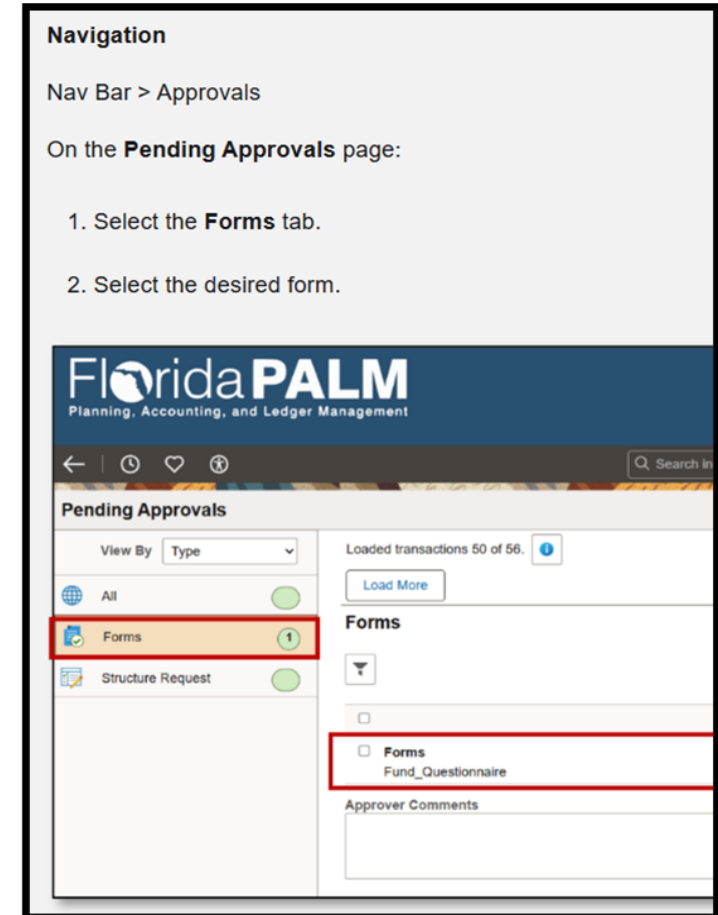 Navigation
Nav Bar > Approvals
On the Pending Approvals page:
1. Select the Forms tab.
2. Select the desired form.
Florida PALM
Planning, Accounting, and Ledger Management
Search in
Pending Approvals
View By Type
Loaded transactions 50 of 56.
Load More
All
Forms 1
Structure Request
Forms
Forms
Fund_Questionnaire
Approver Comments